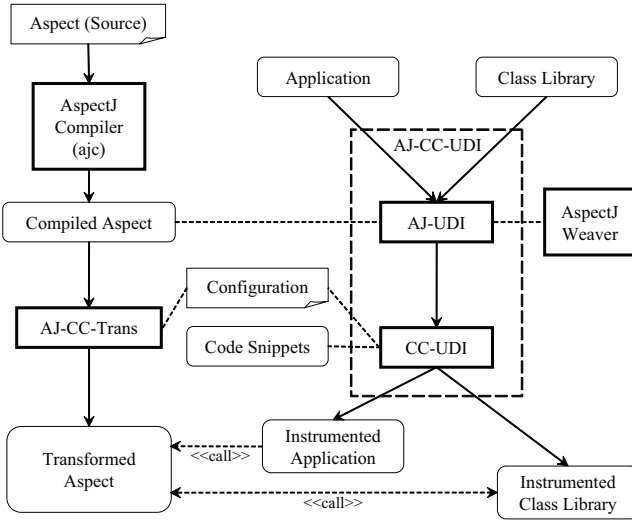 Aspect (Source)
AspectJ
Compiler
(ajc)
Application
Class Library
AJ-CC-UDI
Compiled Aspect
AJ-UDI
AspectJ
Weaver
Configuration
AJ-CC-Trans
Code Snippets
CC-UDI
Transformed
Aspect
<<call>>
Instrumented
Application
<<call>>
Instrumented
Class Library